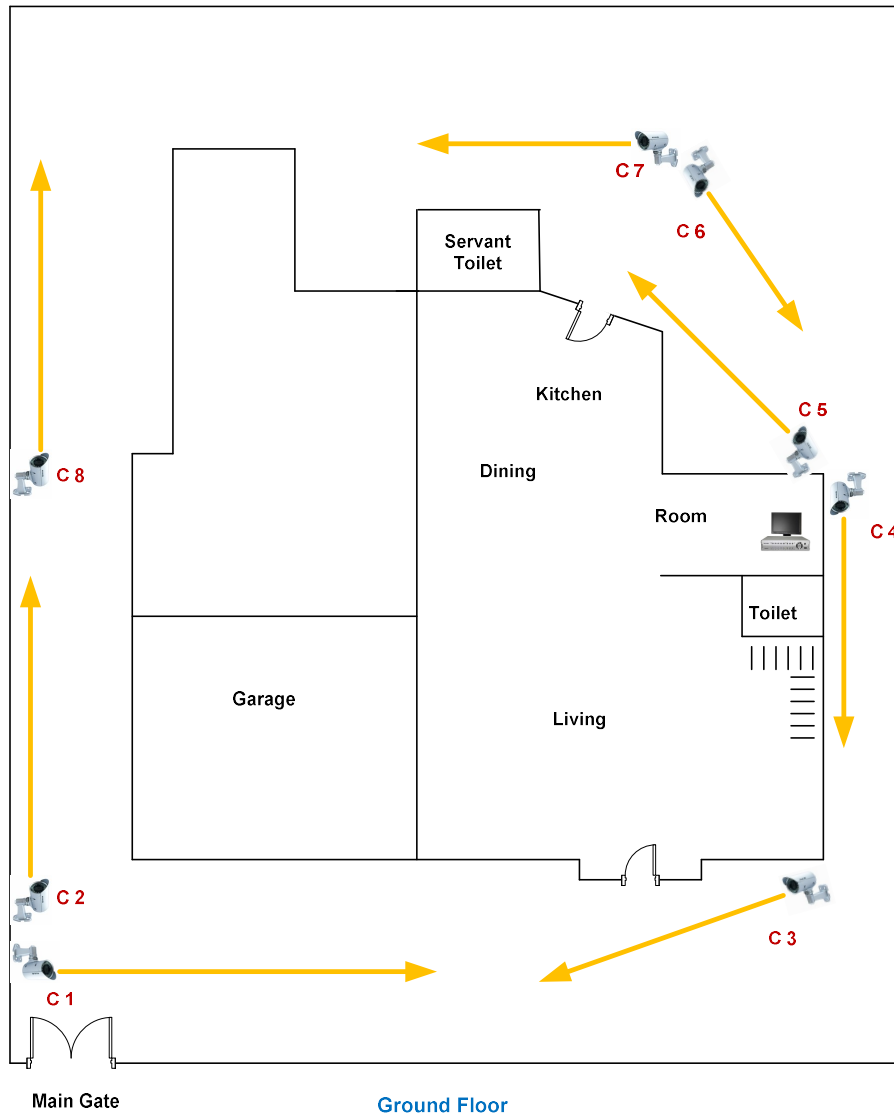 C 7
C 6
Servant
Toilet
Kitchen
C 5
Dining
C 8
Room
C 4
Toilet
Garage
Living
C 2
C 3
C 1
Main Gate
Ground Floor